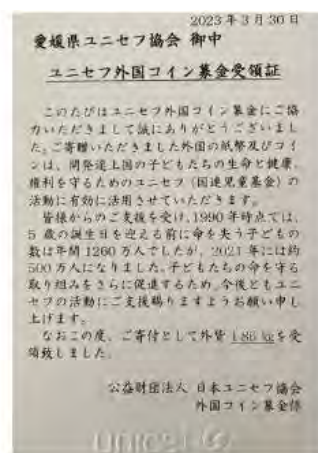 2023年3月30日
愛媛県ユニセフ協会 御中
ユニセフ外国コイン募金受領証
このたびはユニセフ外国コイン募金にご協
力いただきまして誠にありがとうございまし
た。ご寄贈いただきました外国の紙幣及びコイ
ンは、開発途上国の子どもたちの生命と健康、
権利を守るためのユニセフ（国連児童基金）の
活動に有効に活用させていただきます。
皆様からのご支援を受け、1990年時点では、
5歳の誕生日を迎える前に命を失う子どもの
数は年間1260万人でしたが、2021年には約
500万人になりました。子どもたちの命を守る
取り組みをさらに促進するため、今後ともユニ
セフの活動にご支援賜りますようお願い申し
上げます。
なおこの度、ご寄付として外貨 1.86 kgを受
領致しました。
公益財団法人 日本ユニセフ協会
外国コイン募金係
unicef